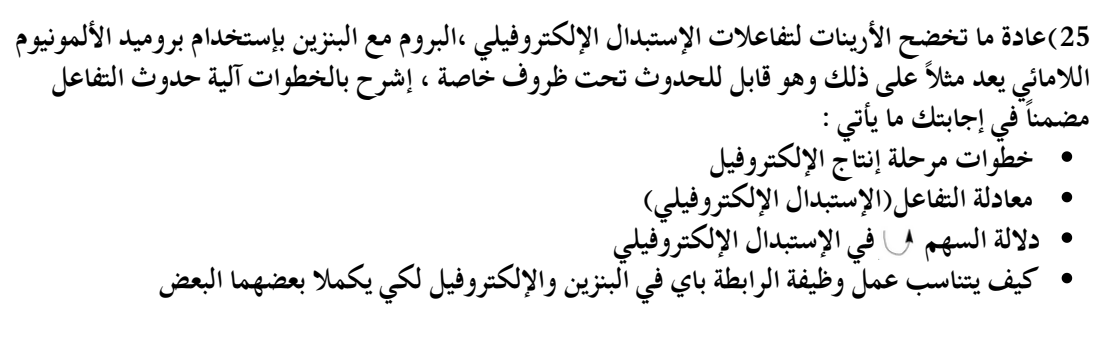 25)عادة ما تخضح الأرينات لتفاعلات الإستبدال الإلكتروفيلي ،البروم مع البنزين بإستخدام بروميد الألمونيوم
اللامائي يعد مثلاً على ذلك وهو قابل للحدوث تحت ظروف خاصة ، إشرح بالخطوات آلية حدوث التفاعل
مضمناً في إجابتك ما يأتي :
• خطوات مرحلة إنتاج الإلكتروفيل
• معادلة التفاعل(الإستبدال الإلكتروفيلي)
• دلالة السهم في الإستبدال الإلكتروفيلي
• كيف يتناسب عمل وظيفة الرابطة باي في البنزين والإلكتروفيل لكي يكملا بعضهما البعض